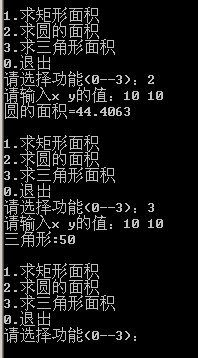 1.求矩形面积
2.求圆的面积
3.求三角形面积
0.退出
请选择功能(0--3)：2
请输入x y的值：10 10
圆的面积=44.4063
1.求矩形面积
2.求圆的面积
3.求三角形面积
0.退出
请选择功能(0--3)：3
请输入x y的值：10 10
三角形:50
1.求矩形面积
2.求圆的面积
3.求三角形面积
0.退出
请选择功能(0--3)：